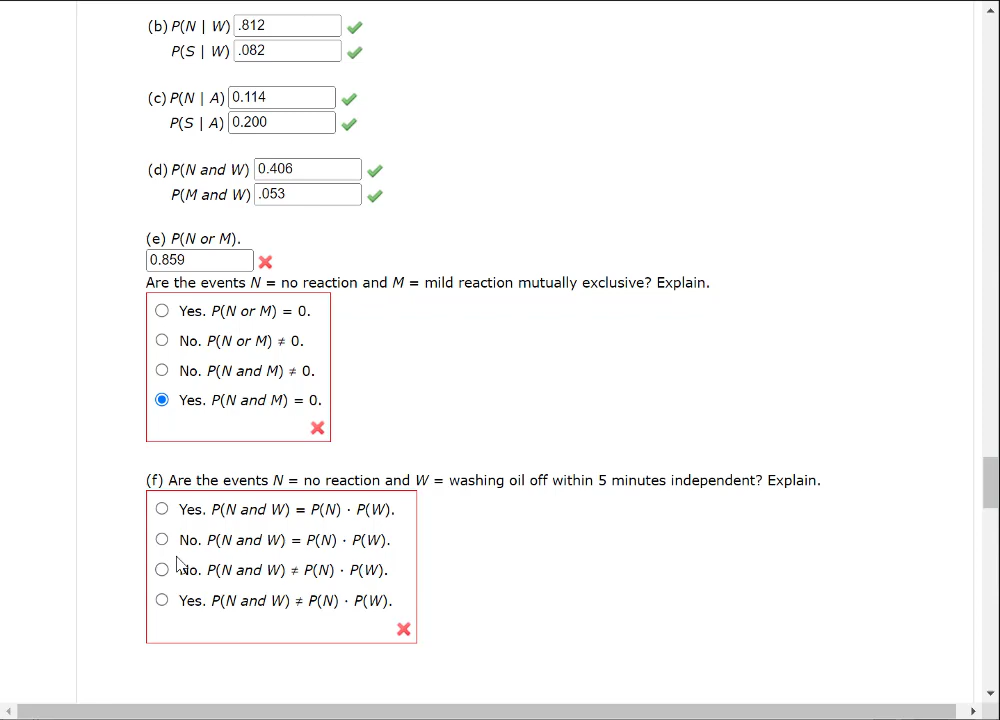 (b) P(N | W) .812
P(S | W) .082
(c) P(N | A) 0.114
P(S | A) 0.200
(d) P(N and W) 0.406
P(M and W) .053
(e) P(N or M).
0.859
Are the events N = no reaction and M = mild reaction mutually exclusive? Explain.
Yes. P(N or M) = 0.
No. P(N or M) ≠ 0.
No. P(N and M) ≠ 0.
Yes. P(N and M) = 0.
(f) Are the events N = no reaction and W = washing oil off within 5 minutes independent? Explain.
Yes. P(N and W) = P(N) · P(W).
No. P(N and W) = P(N) · P(W).
No. P(N and W) ≠ P(N) · P(W).
Yes. P(N and W) ≠ P(N) · P(W).